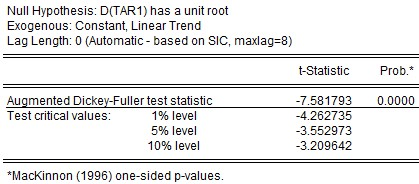 Null Hypothesis: D(TAR1) has a unit root
Exogenous: Constant, Linear Trend
Lag Length: 0 (Automatic - based on SIC, maxlag=8)
t-Statistic Prob.*
Augmented Dickey-Fuller test statistic -7.581793 0.0000
Test critical values: 1% level -4.262735
5% level -3.552973
10% level -3.209642
*MacKinnon (1996) one-sided p-values.